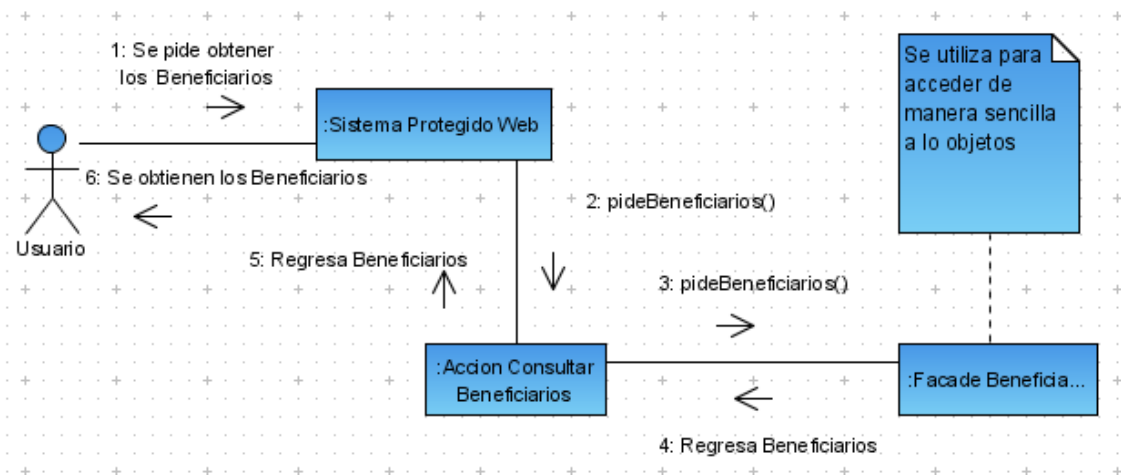 1: Se pide obtener
los Beneficiarios
:Sistema Protegido Web
Se utiliza para
acceder de
manera sencilla
a lo objetos
6: Se obtienen los Beneficiarios
2: pideBeneficiarios()
Usuario
5: Regresa Beneficiarios
3: pideBeneficiarios()
:Accion Consultar
Beneficiarios
:Facade Beneficia...
4: Regresa Beneficiarios